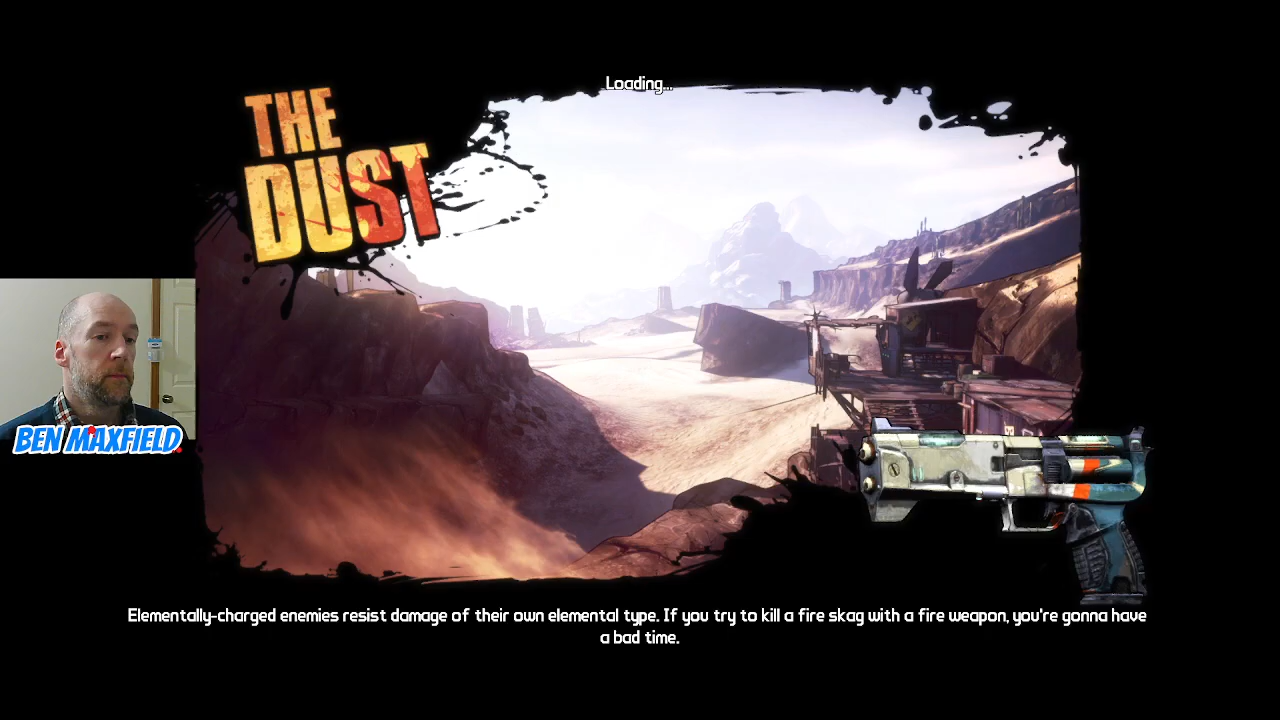 Loading...
THE
DUST
BEN MAXFIELD
Elementally-charged enemies resist damage of their own elemental type. If you try to kill a fire skag with a fire weapon, you're gonna have
a bad time.